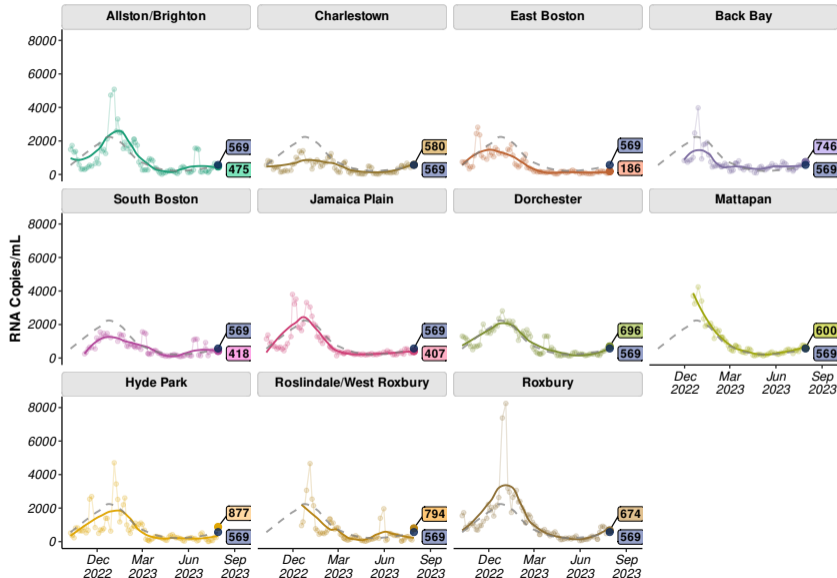 Allston/Brighton Charlestown East Boston Back Bay
8000
6000
4000
2000
0
569 580 569 746
475 569 186 569
South Boston Jamaica Plain Dorchester Mattapan
RNA Copies/mL
8000
6000
4000
2000
0
569 569 696 600
418 407 569 569
Dec 2022 Mar 2023 Jun 2023 Sep 2023
Hyde Park Roslindale/West Roxbury Roxbury
8000
6000
4000
2000
0
877 794 674
569 569 569
Dec Mar Jun Sep Dec Mar Jun Sep Dec Mar Jun Sep
2022 2023 2023 2023 2022 2023 2023 2023 2022 2023 2023 2023